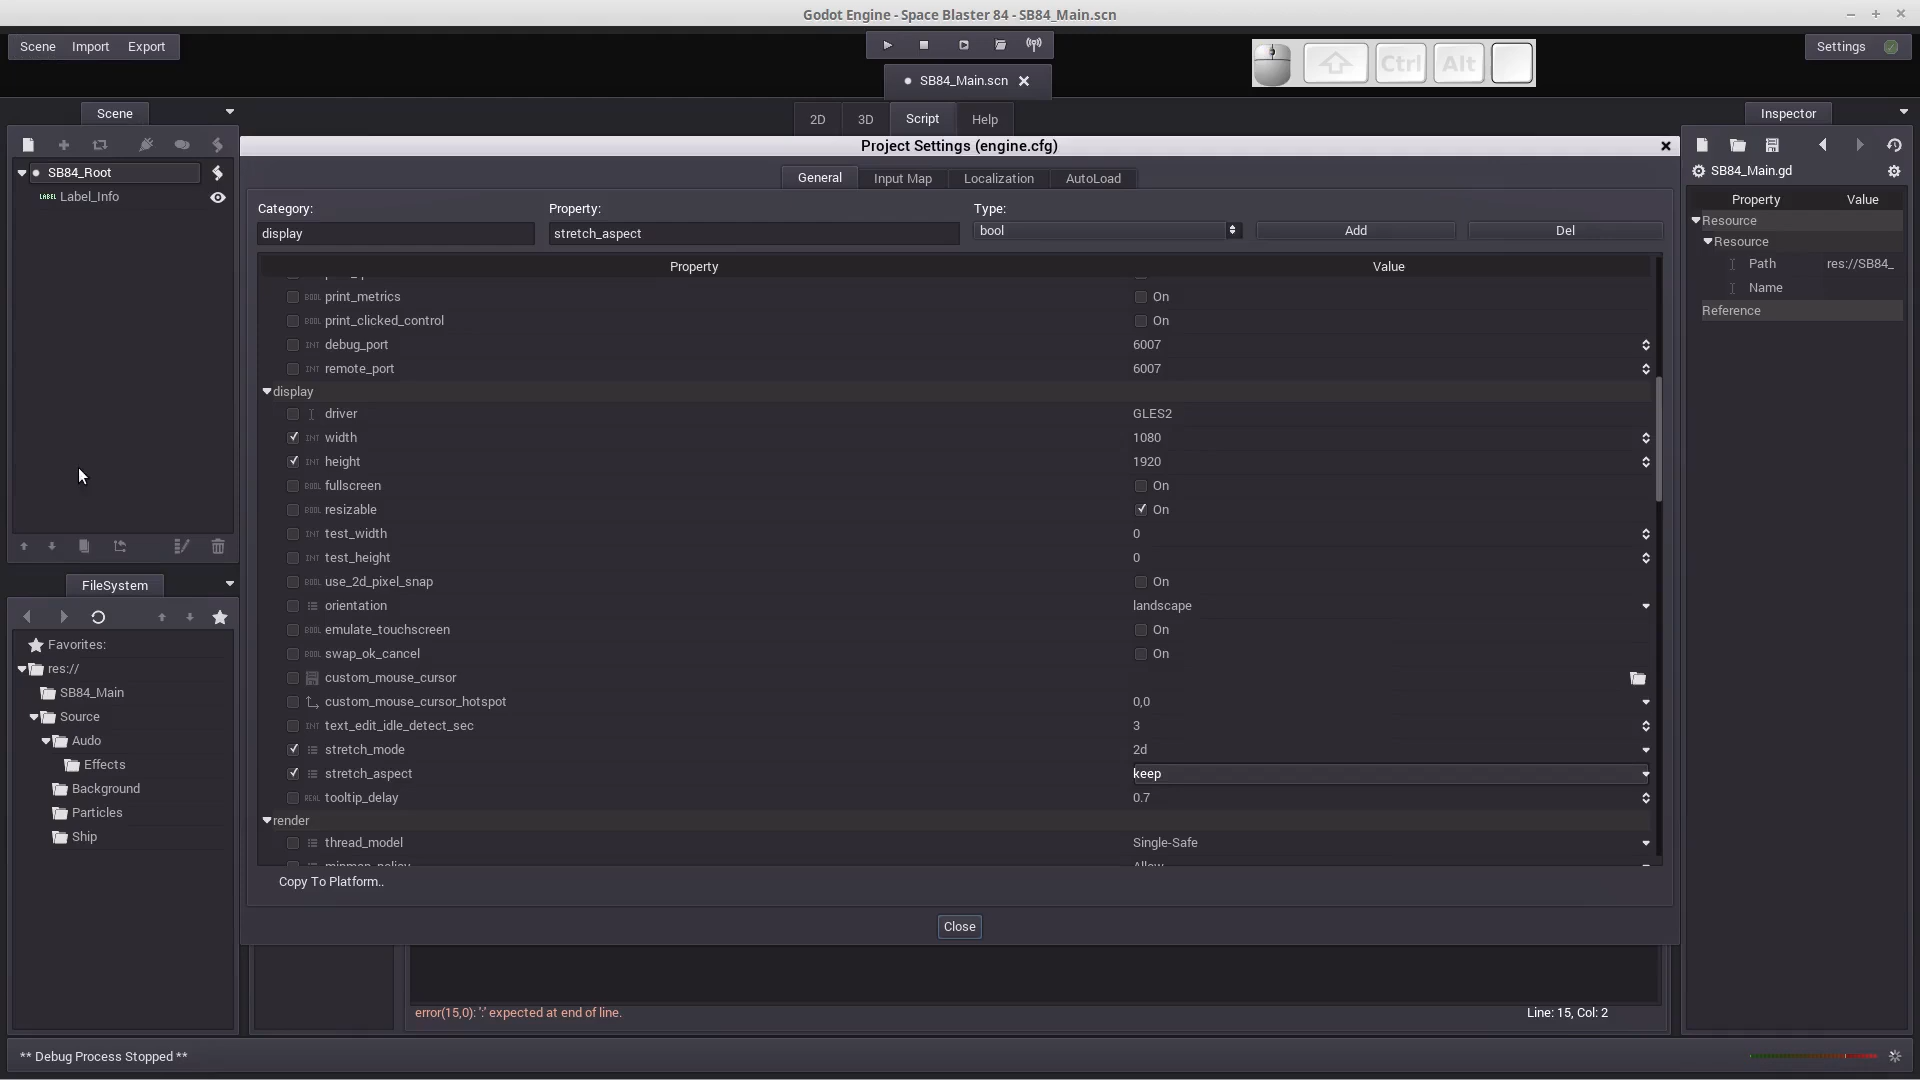 Godot Engine - Space Blaster 84 - SB84_Main.scn
Scene Import Export
Ctrl Alt
Settings
SB84_Main.scn
Scene
2D 3D Script Help
Inspector
Project Settings (engine.cfg)
SB84_Root
Label_Info
General Input Map Localization AutoLoad
SB84_Main.gd
Category: Property: Type:
display stretch_aspect bool Add Del
Property Value
Resource
Resource
Path res://SB84_
Name
Reference
Property Value
print_metrics On
print_clicked_control On
debug_port 6007
remote_port 6007
display
driver GLES2
width 1080
height 1920
fullscreen On
resizable On
test_width 0
test_height 0
use_2d_pixel_snap On
orientation landscape
emulate_touchscreen On
swap_ok_cancel On
custom_mouse_cursor
custom_mouse_cursor_hotspot 0,0
text_edit_idle_detect_sec 3
stretch_mode 2d
stretch_aspect keep
tooltip_delay 0.7
render
thread_model Single-Safe
Copy To Platform..
Close
FileSystem
Favorites:
res://
SB84_Main
Source
Audo
Effects
Background
Particles
Ship
error(15,0): ':' expected at end of line.
Line: 15, Col: 2
** Debug Process Stopped **